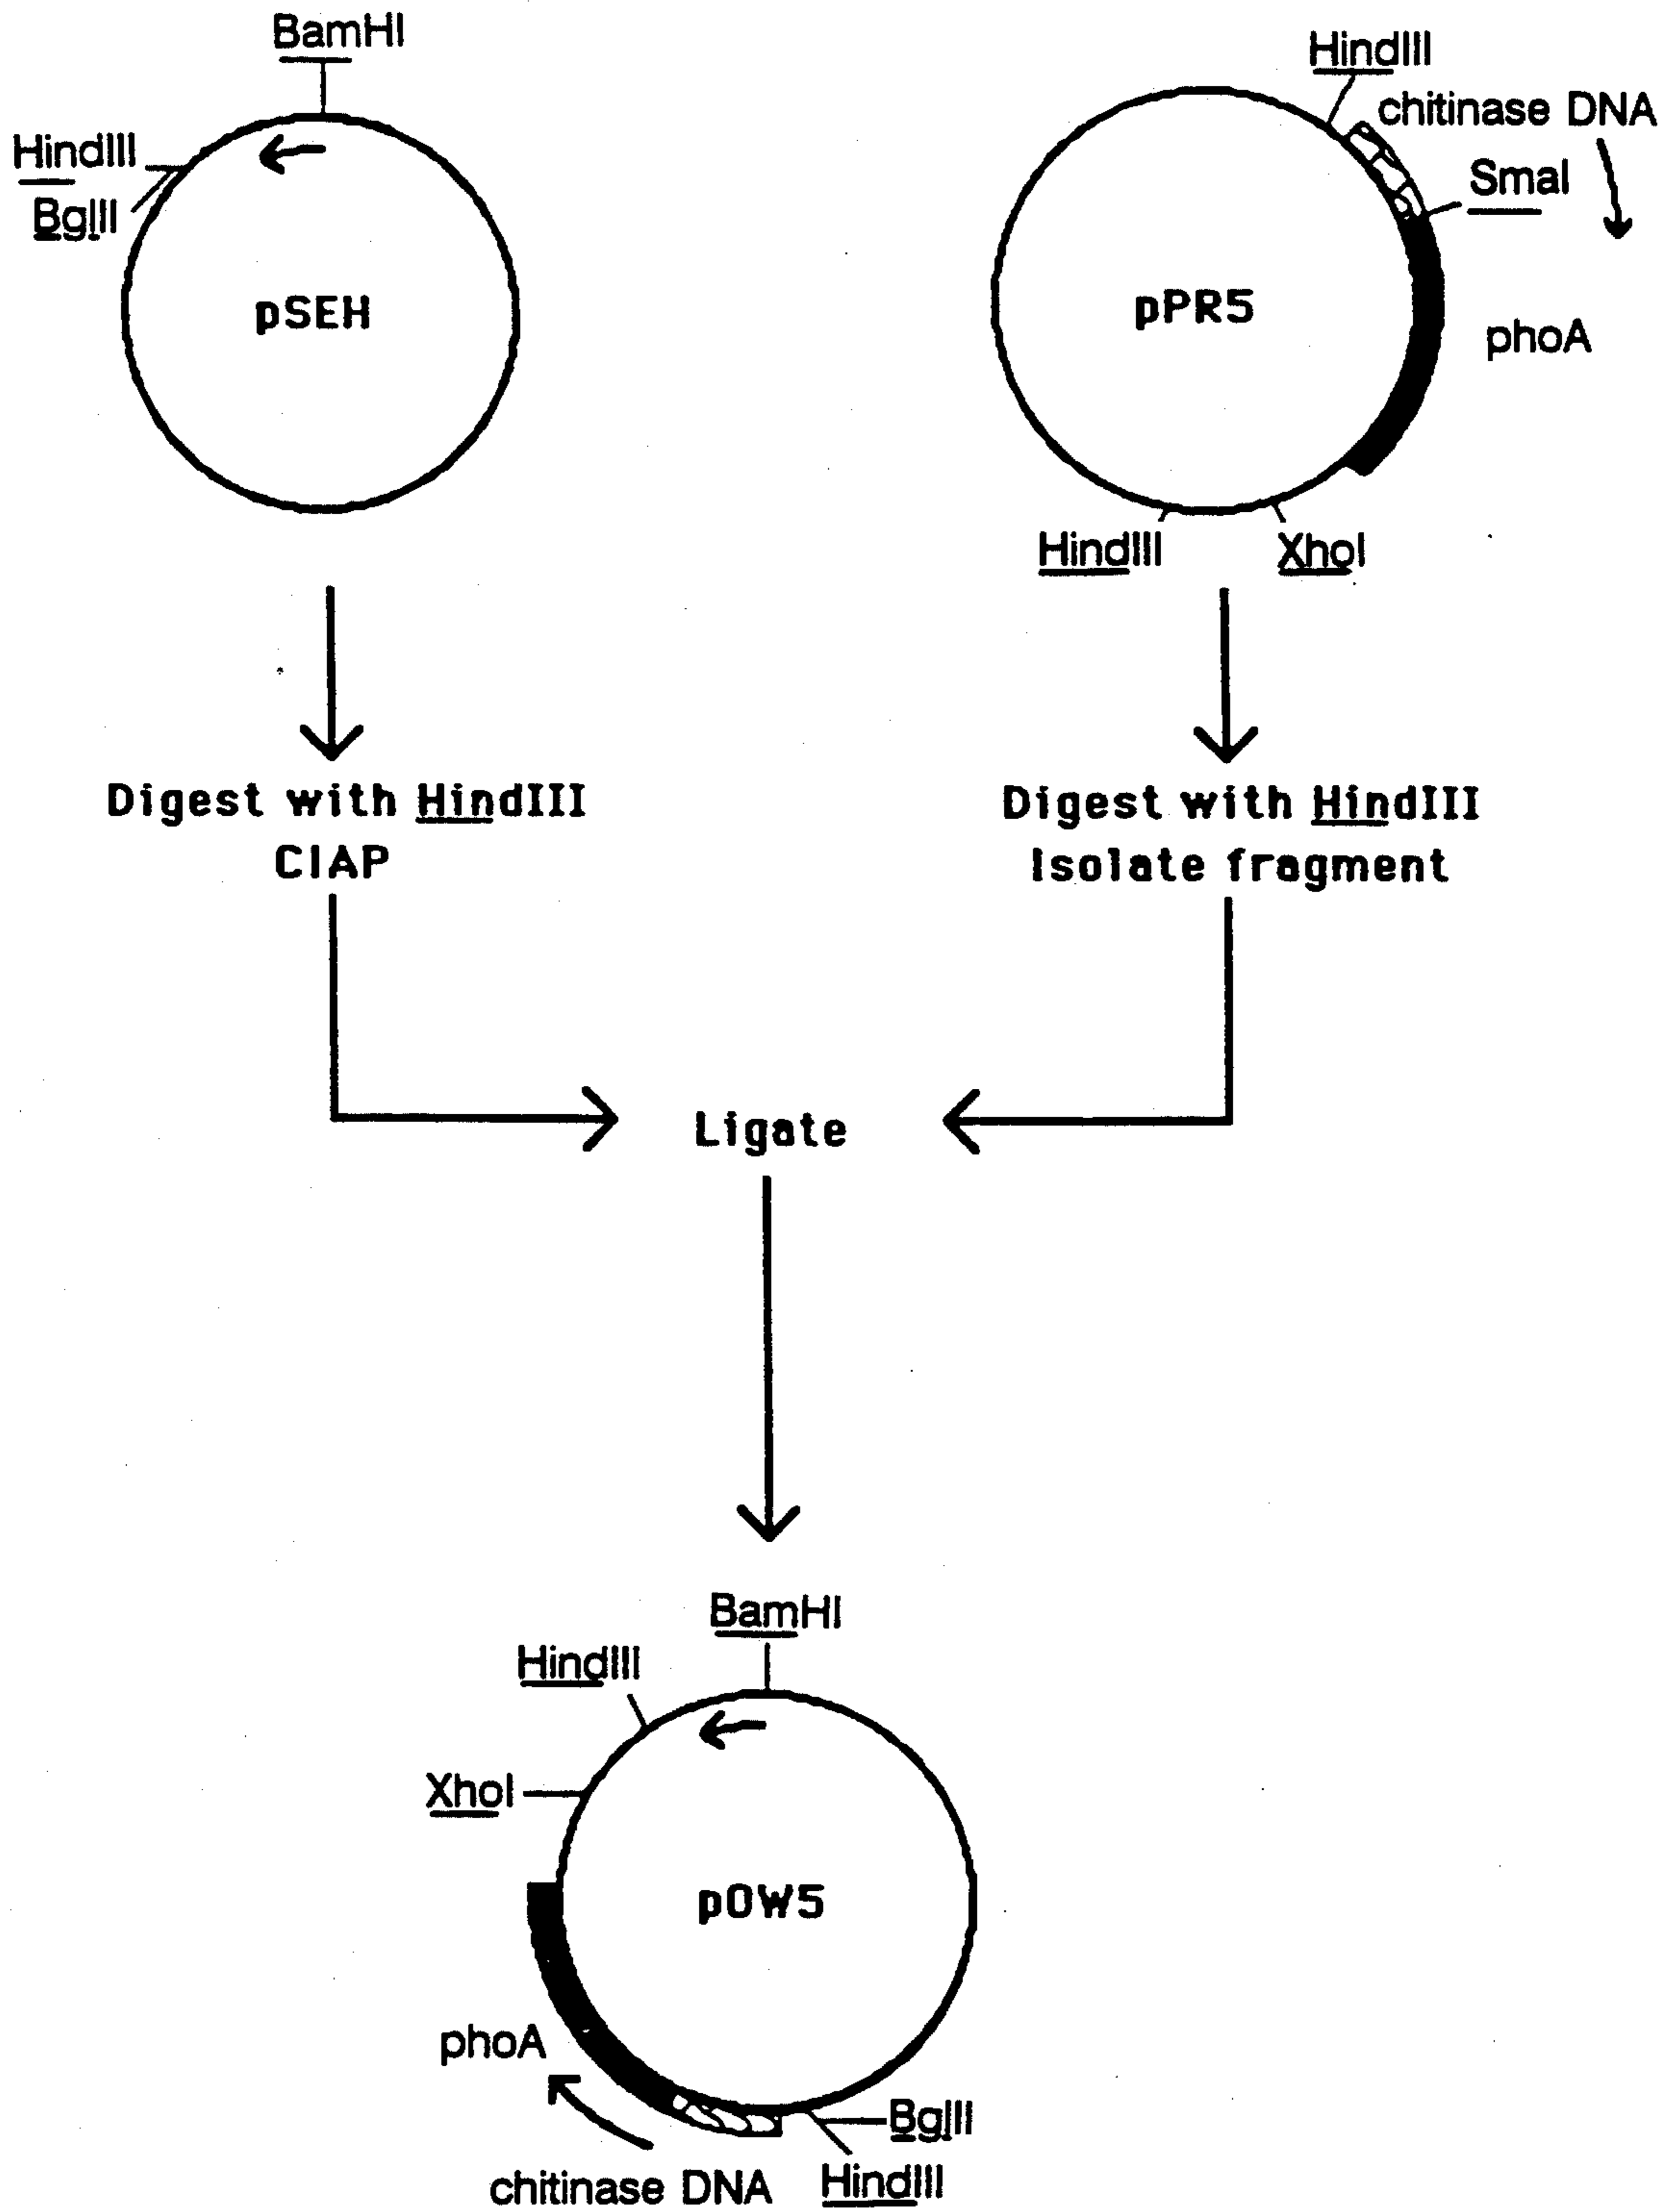 BamHI
HindIII
BglII
pSEH
HindIII
chitinase DNA
SmaI
pPR5
phoA
HindIII
XhoI
Digest with HindIII
CIAP
Digest with HindIII
Isolate fragment
Ligate
BamHI
HindIII
XhoI
pOW5
phoA
BglII
chitinase DNA
HindIII